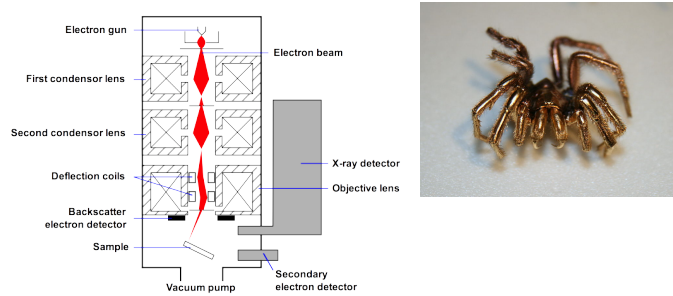 Electron gun
Electron beam
First condensor lens
Second condensor lens
X-ray detector
Deflection coils
Objective lens
Backscatter
electron detector
Sample
Secondary
electron detector
Vacuum pump